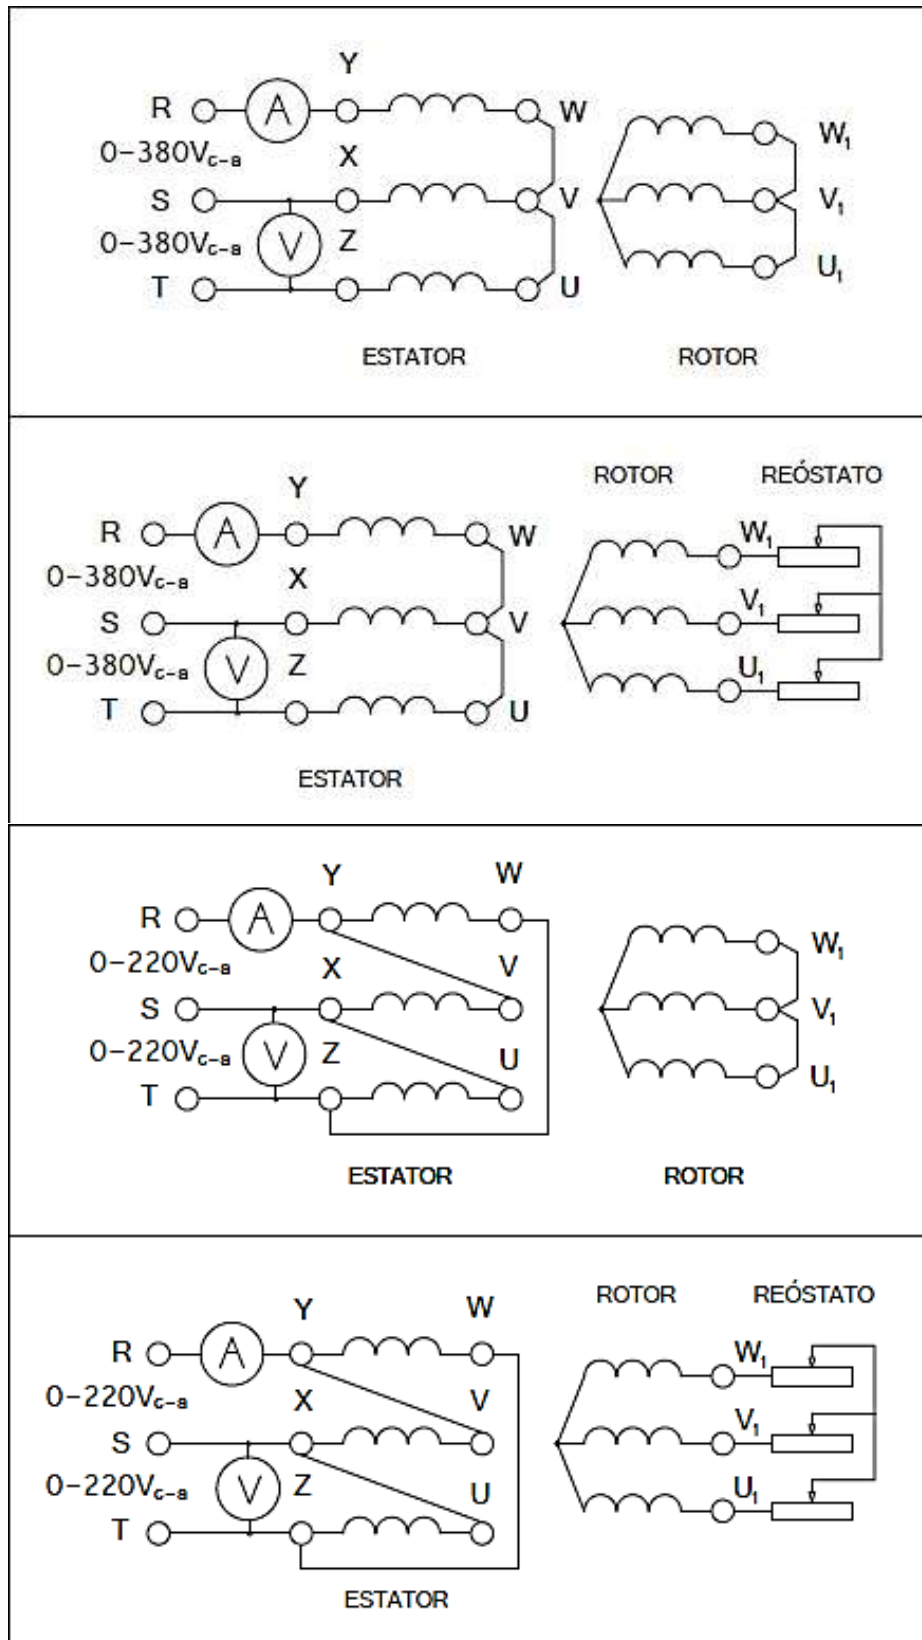 Y
R A W W₁
0-380Vc-a X
S V V₁
0-380Vc-a V Z
T U U₁
ESTATOR ROTOR
ROTOR REÓSTATO
Y
R A W W₁
0-380Vc-a X
S V V₁
0-380Vc-a V Z
T U U₁
ESTATOR
Y W
R A W₁
0-220Vc-a X V
S V₁
0-220Vc-a V Z U
T U₁
ESTATOR ROTOR
ROTOR REÓSTATO
Y W
R A W₁
0-220Vc-a X V
S V₁
0-220Vc-a V Z U
T U₁
ESTATOR